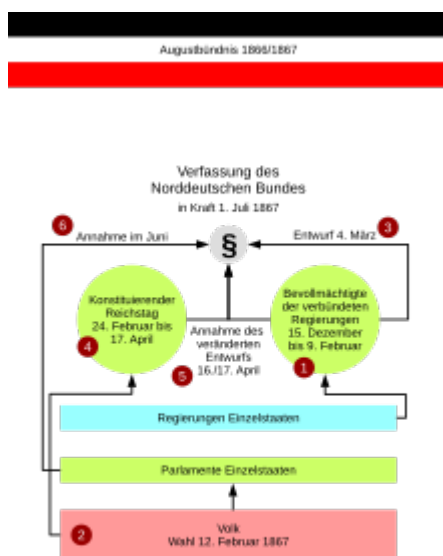 Augustbündnis 1866/1867
Verfassung des
Norddeutschen Bundes
in Kraft 1. Juli 1867
6
Annahme im Juni
§
Entwurf 4. März
3
Konstituierender
Reichstag
24. Februar bis
17. April
4
Annahme des
veränderten
Entwurfs
16./17. April
5
Bevollmächtigte
der verbündeten
Regierungen
15. Dezember
bis 9. Februar
1
Regierungen Einzelstaaten
Parlamente Einzelstaaten
2
Volk
Wahl 12. Februar 1867